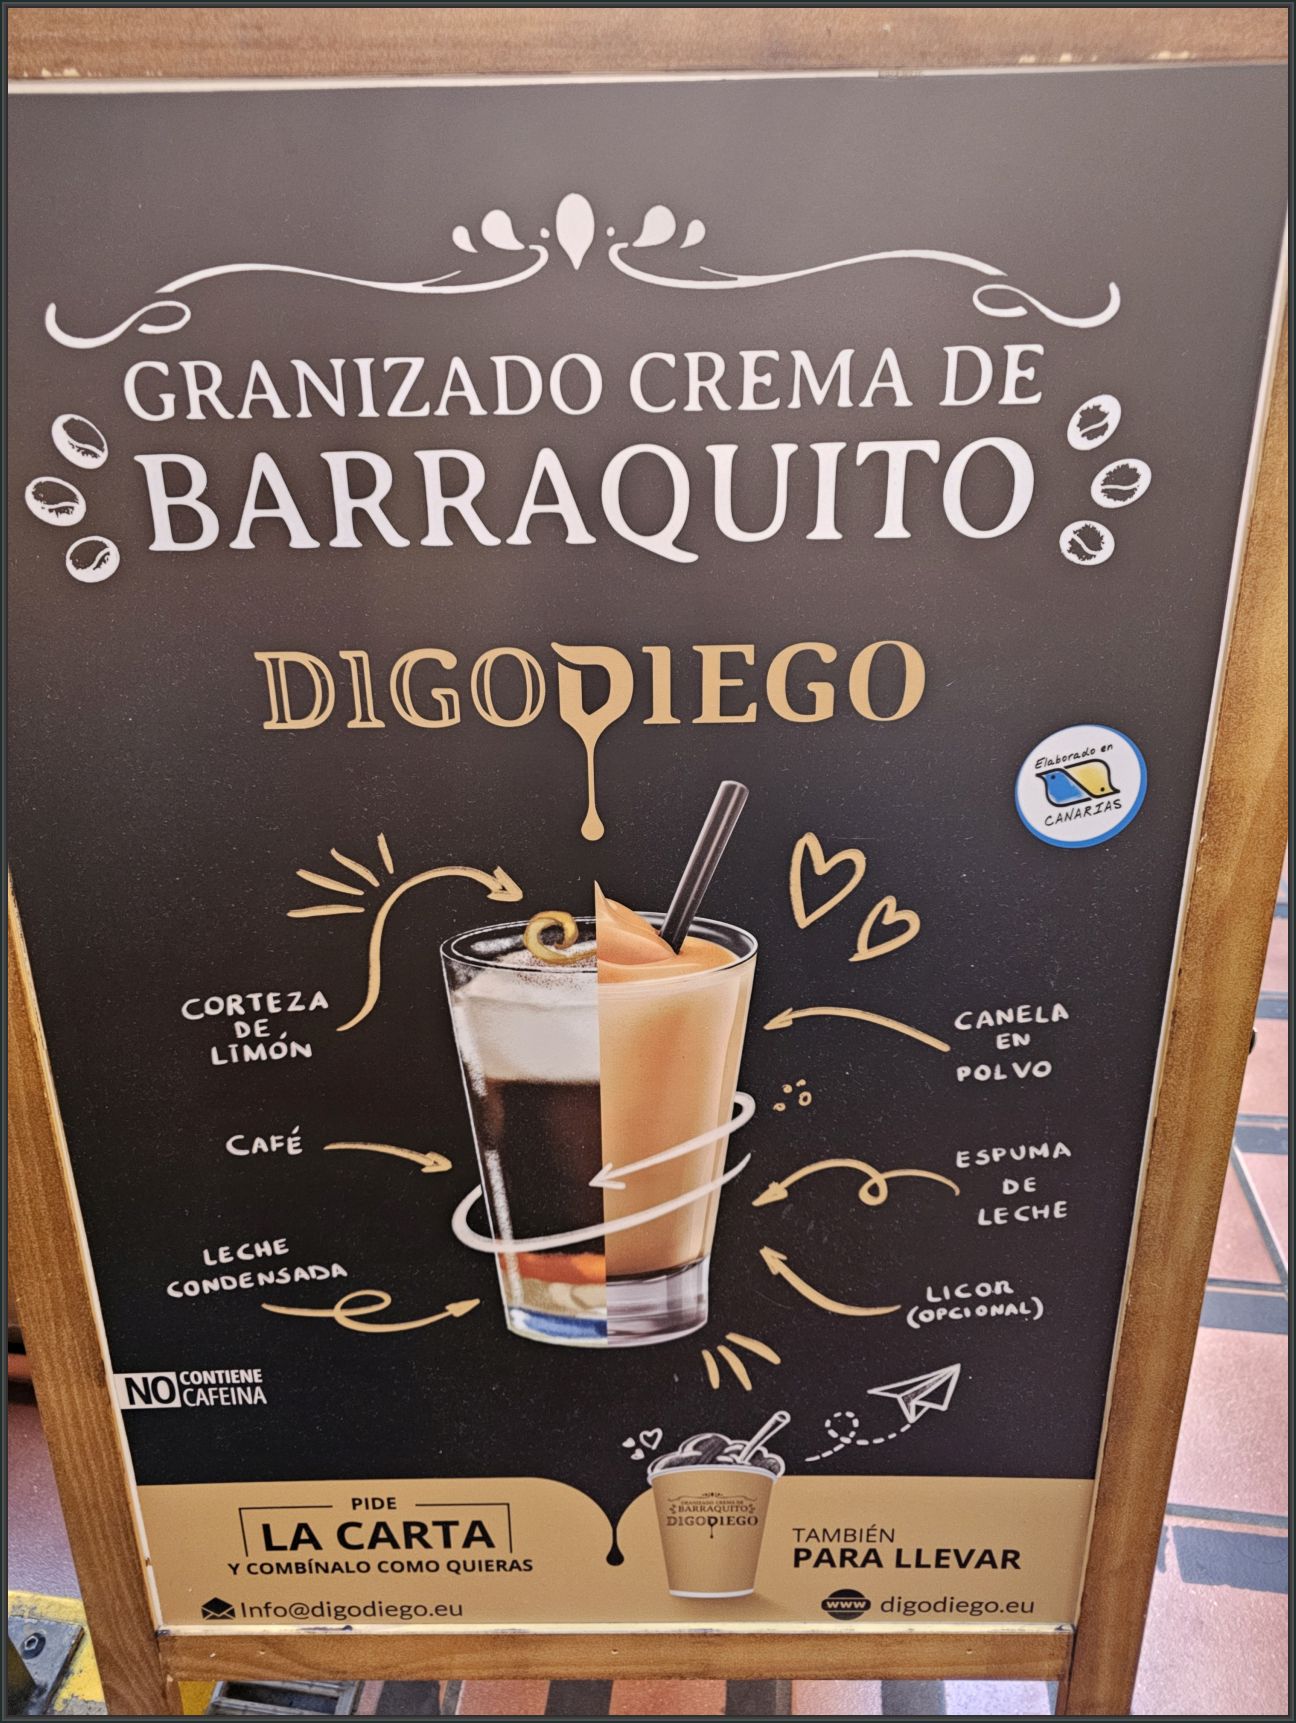 GRANIZADO CREMA DE
BARRAQUITO
DIGODIEGO
Elaborado en
CANARIAS
CORTEZA
DE
LIMÓN
CAFÉ
LECHE
CONDENSADA
CANELA
EN
POLVO
ESPUMA
DE
LECHE
LICOR
(OPCIONAL)
NO CONTIENE
CAFEINA
GRANIZADO CREMA DE
BARRAQUITO
DIGODIEGO
PIDE
LA CARTA
Y COMBÍNALO COMO QUIERAS
Info@digodiego.eu
TAMBIÉN
PARA LLEVAR
www digodiego.eu